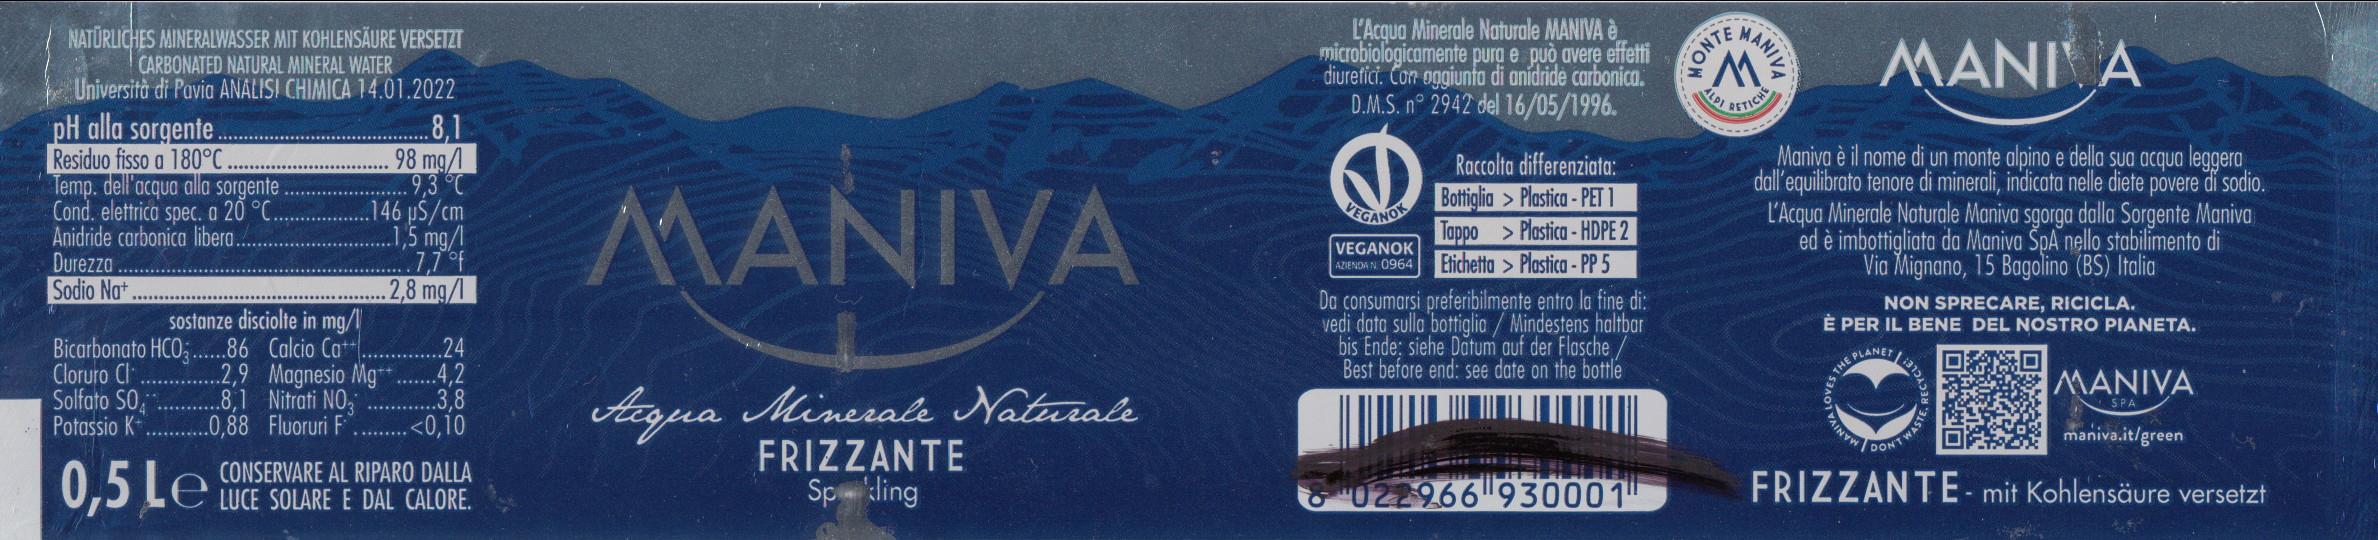 NATÜRLICHES MINERALWASSER MIT KOHLENSÄURE VERSETZT
CARBONATED NATURAL MINERAL WATER
Università di Pavia ANALISI CHIMICA 14.01.2022
pH alla sorgente ........ 8,1
Residuo fisso a 180°C ........ 98 mg/l
Temp. dell'acqua alla sorgente ........ 9,3 °C
Cond. elettrica spec. a 20 °C ........ 146 µS/cm
Anidride carbonica libera ........ 1,5 mg/l
Durezza ........ 7,7 °f
Sodio Na⁺ ........ 2,8 mg/l
sostanze disciolte in mg/l
Bicarbonato HCO₃⁻ ...... 86 Calcio Ca⁺⁺ ........ 24
Cloruro Cl⁻ ........ 2,9 Magnesio Mg⁺⁺ ....... 4,2
Solfato SO₄⁻⁻ ........ 8,1 Nitrati NO₃⁻ ........ 3,8
Potassio K⁺ ........ 0,88 Fluoruri F⁻ ........ <0,10
0,5 L e CONSERVARE AL RIPARO DALLA
LUCE SOLARE E DAL CALORE.
MANIVA
Acqua Minerale Naturale
FRIZZANTE
Sparkling
L'Acqua Minerale Naturale MANIVA è
microbiologicamente pura e può avere effetti
diuretici. Con aggiunta di anidride carbonica.
D.M.S. n° 2942 del 16/05/1996.
VEGANOK
VEGANOK
AZIENDA N. 0964
Raccolta differenziata:
Bottiglia > Plastica - PET 1
Tappo > Plastica - HDPE 2
Etichetta > Plastica - PP 5
Da consumarsi preferibilmente entro la fine di:
vedi data sulla bottiglia / Mindestens haltbar
bis Ende: siehe Datum auf der Flasche /
Best before end: see date on the bottle
8 022966 930001
MONTE MANIVA
ALPI RETICHE
MANIVA
Maniva è il nome di un monte alpino e della sua acqua leggera
dall'equilibrato tenore di minerali, indicata nelle diete povere di sodio.
L'Acqua Minerale Naturale Maniva sgorga dalla Sorgente Maniva
ed è imbottigliata da Maniva SpA nello stabilimento di
Via Mignano, 15 Bagolino (BS) Italia
NON SPRECARE, RICICLA.
È PER IL BENE DEL NOSTRO PIANETA.
MANIVA LOVES THE PLANET
DON'T WASTE, RECYCLE!
MANIVA
SPA
maniva.it/green
FRIZZANTE - mit Kohlensäure versetzt